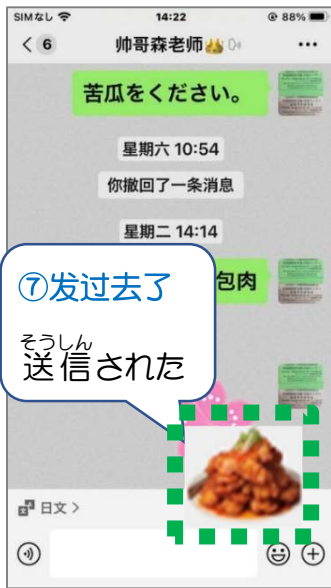 SIMなし 14:22 88%
6 帅哥森老师
苦瓜をください。
星期六 10:54
你撤回了一条消息
星期二 14:14
包肉
⑦发过去了
そうしん
送信された
日文